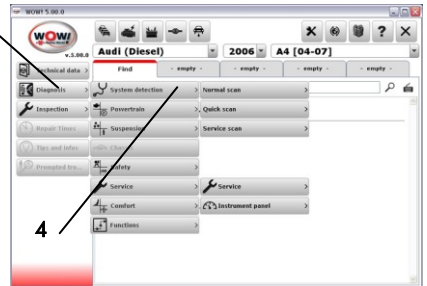 WOW! 5.00.0
WOW!
v.5.00.0
Audi (Diesel) 2006 A4 [04-07]
Technical data > Find - empty - - empty - - empty - - empty -
Diagnosis > System detection > Normal scan >
Inspection > Powertrain > Quick scan >
Repair Times Suspension > Service scan >
Tips and Infos Chassis
Prompted tro... Safety >
Service > Service >
Comfort > Instrument panel >
Functions >
4